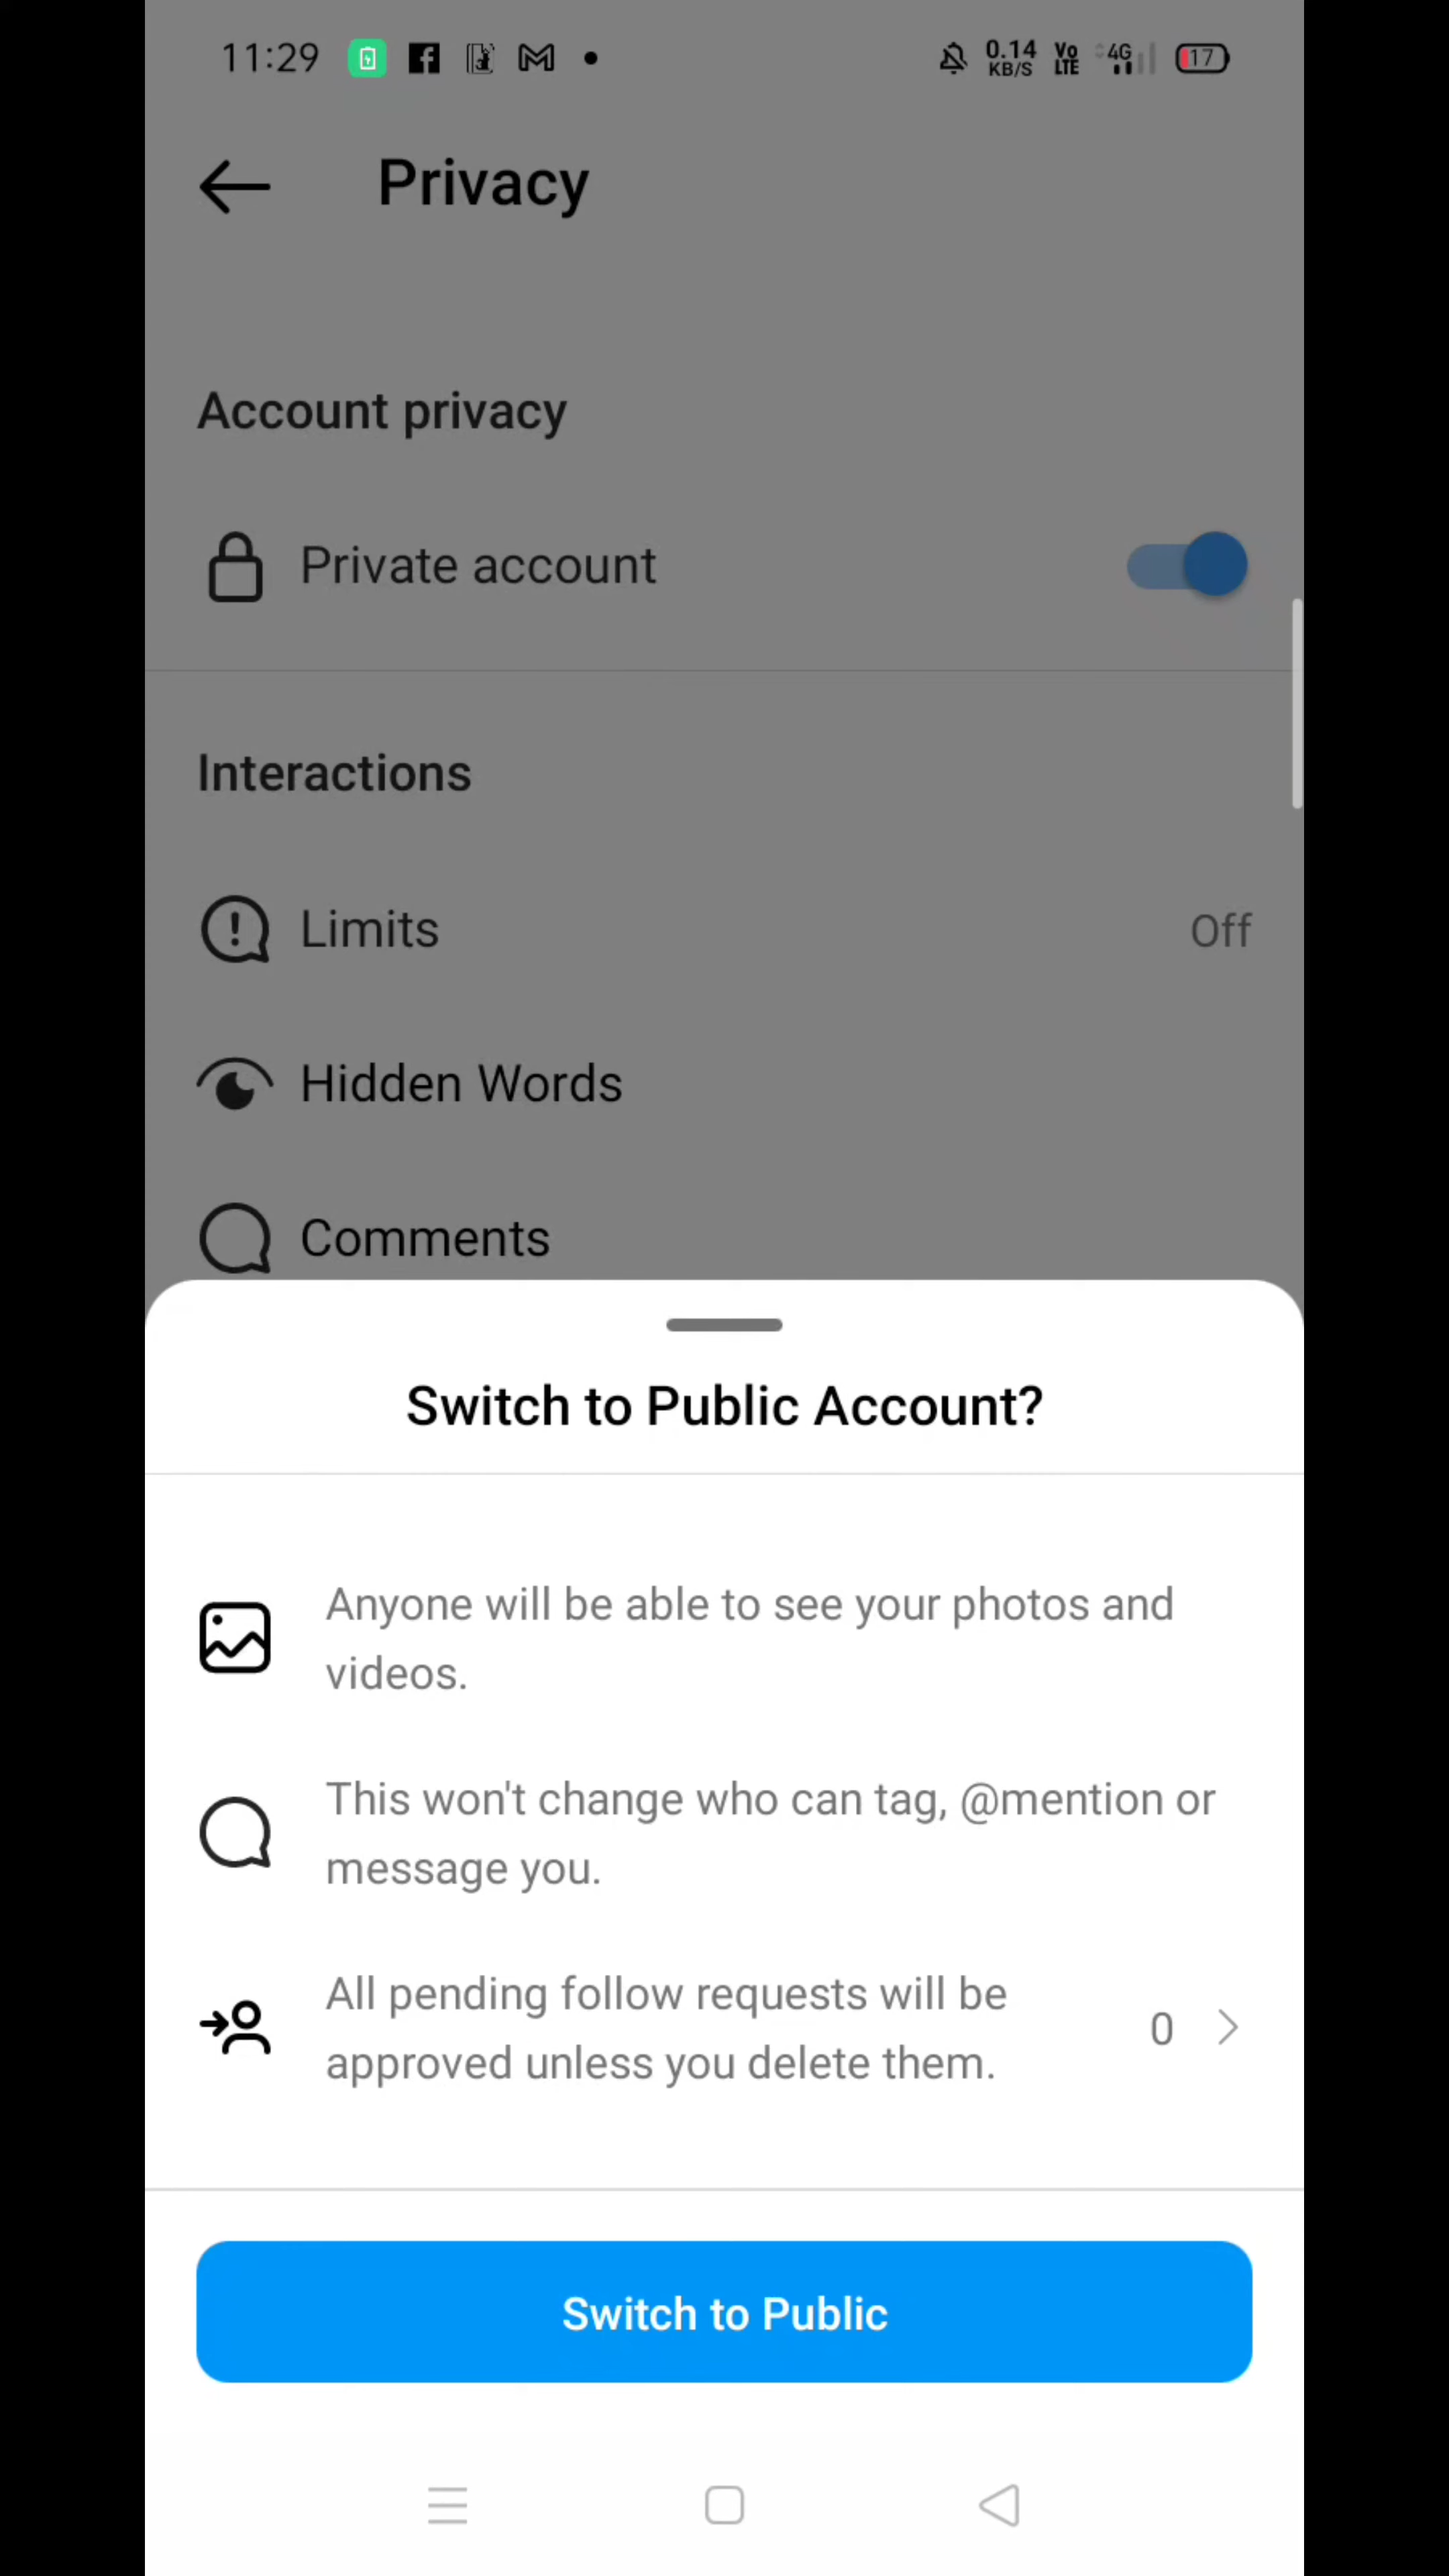 11:29
0.14
KB/S
Vo
LTE
4G
17
Privacy
Account privacy
Private account
Interactions
Limits
Off
Hidden Words
Comments
Switch to Public Account?
Anyone will be able to see your photos and
videos.
This won't change who can tag, @mention or
message you.
All pending follow requests will be
approved unless you delete them.
0
Switch to Public